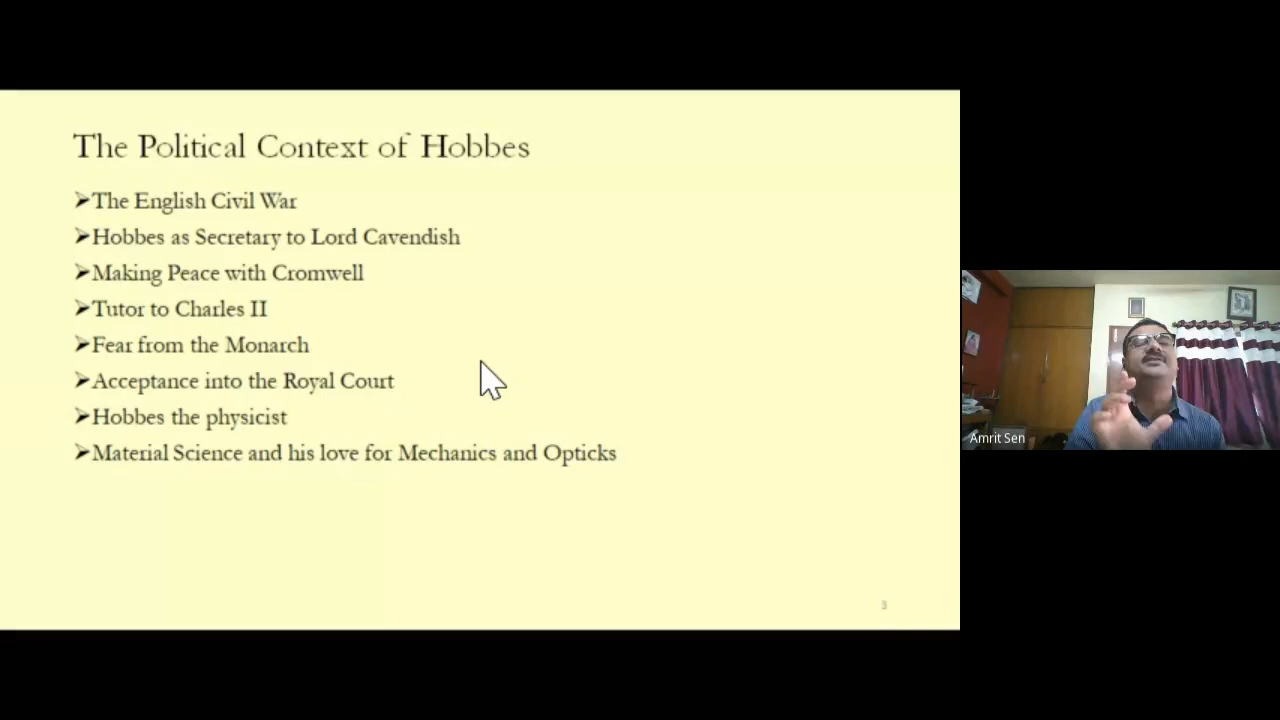 The Political Context of Hobbes
➢The English Civil War
➢Hobbes as Secretary to Lord Cavendish
➢Making Peace with Cromwell
➢Tutor to Charles II
➢Fear from the Monarch
➢Acceptance into the Royal Court
➢Hobbes the physicist
➢Material Science and his love for Mechanics and Opticks
3
Amrit Sen